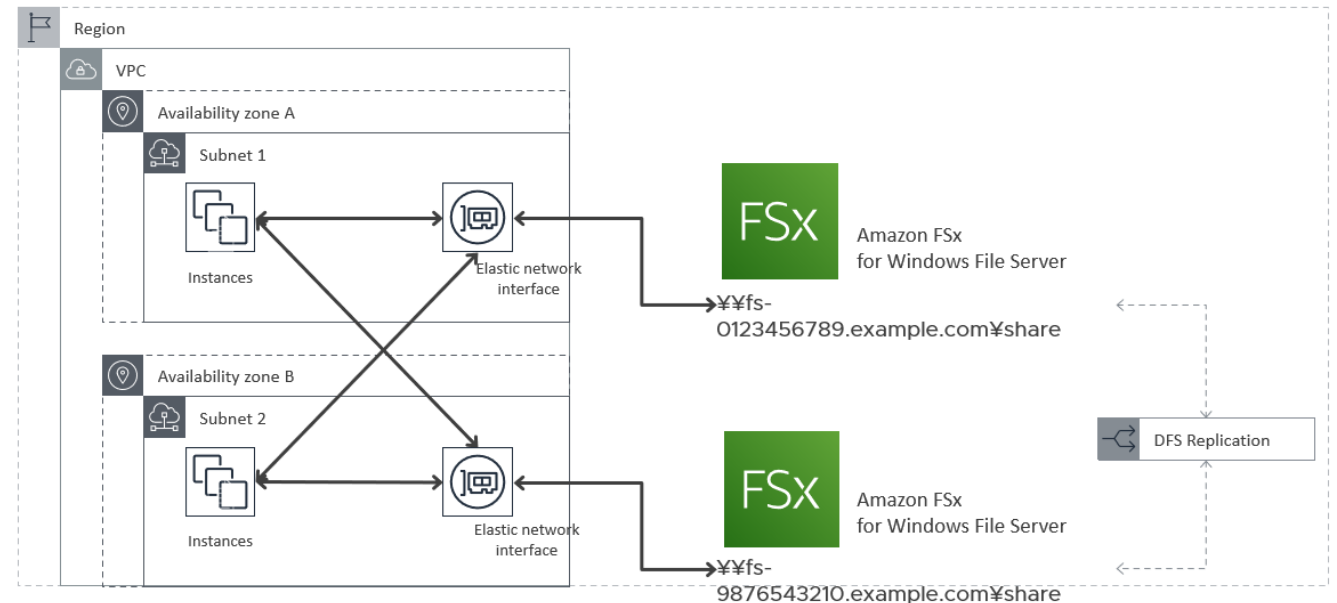 Region
VPC
Availability zone A
Subnet 1
Instances
Elastic network
interface
FSx
Amazon FSx
for Windows File Server
¥¥fs-
0123456789.example.com¥share
Availability zone B
Subnet 2
Instances
Elastic network
interface
FSx
Amazon FSx
for Windows File Server
¥¥fs-
9876543210.example.com¥share
DFS Replication